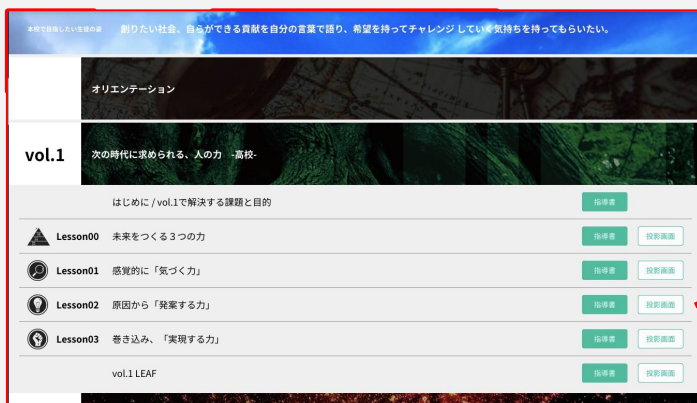 本校で目指したい生徒の姿 創りたい社会、自らができる貢献を自分の言葉で語り、希望を持ってチャレンジしていく気持ちを持ってもらいたい。
オリエンテーション
vol.1 次の時代に求められる、人の力 -高校-
はじめに / vol.1で解決する課題と目的 指導書
Lesson00 未来をつくる３つの力 指導書 投影画面
Lesson01 感覚的に「気づく力」 指導書 投影画面
Lesson02 原因から「発案する力」 指導書 投影画面
Lesson03 巻き込み、「実現する力」 指導書 投影画面
vol.1 LEAF 指導書 投影画面